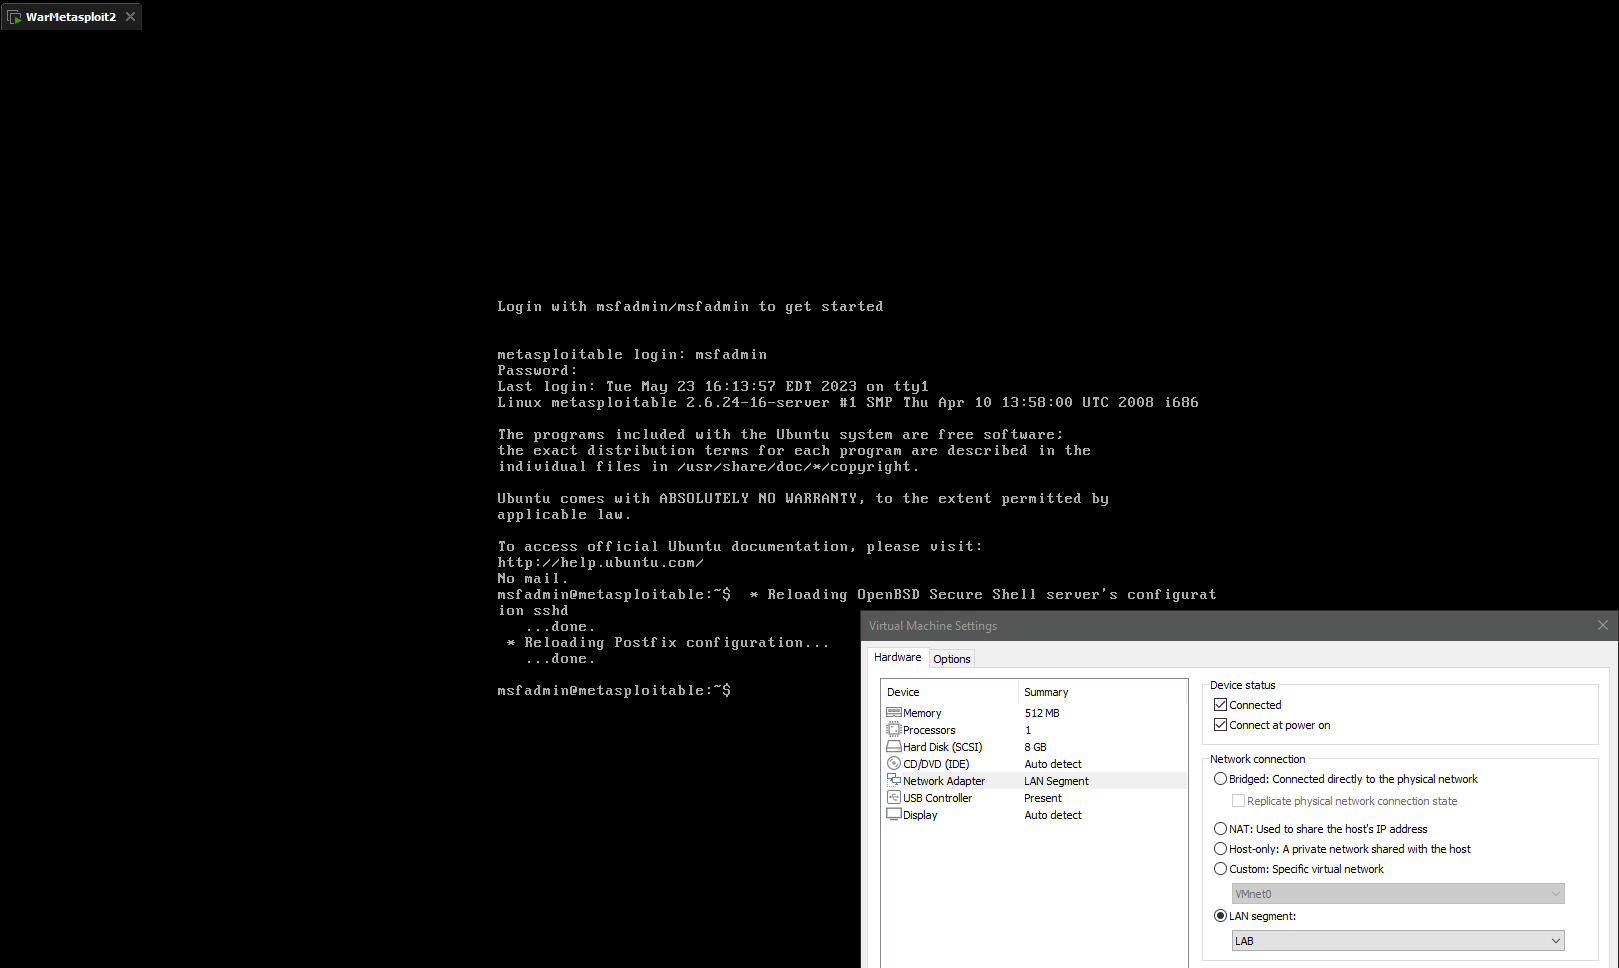 WarMetasploit2
Login with msfadmin/msfadmin to get started
metasploitable login: msfadmin
Password:
Last login: Tue May 23 16:13:57 EDT 2023 on tty1
Linux metasploitable 2.6.24-16-server #1 SMP Thu Apr 10 13:58:00 UTC 2008 i686
The programs included with the Ubuntu system are free software;
the exact distribution terms for each program are described in the
individual files in /usr/share/doc/*/copyright.
Ubuntu comes with ABSOLUTELY NO WARRANTY, to the extent permitted by
applicable law.
To access official Ubuntu documentation, please visit:
http://help.ubuntu.com/
No mail.
msfadmin@metasploitable:~$  * Reloading OpenBSD Secure Shell server's configurat
ion sshd
...done.
* Reloading Postfix configuration...
...done.
msfadmin@metasploitable:~$
Virtual Machine Settings
Hardware
Options
Device Summary
Memory 512 MB
Processors 1
Hard Disk (SCSI) 8 GB
CD/DVD (IDE) Auto detect
Network Adapter LAN Segment
USB Controller Present
Display Auto detect
Device status
Connected
Connect at power on
Network connection
Bridged: Connected directly to the physical network
Replicate physical network connection state
NAT: Used to share the host's IP address
Host-only: A private network shared with the host
Custom: Specific virtual network
VMnet0
LAN segment:
LAB